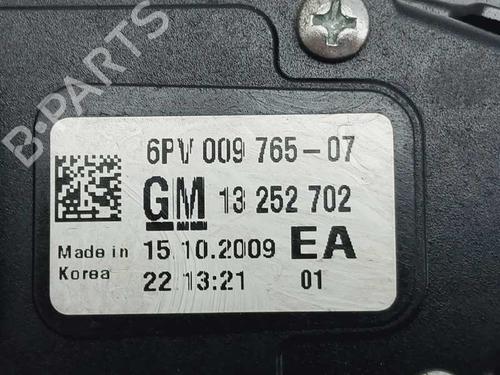 B-PARTS
6PV 009 765-07
GM 13 252 702
Made in Korea 15.10.2009 EA
22 13:21 01